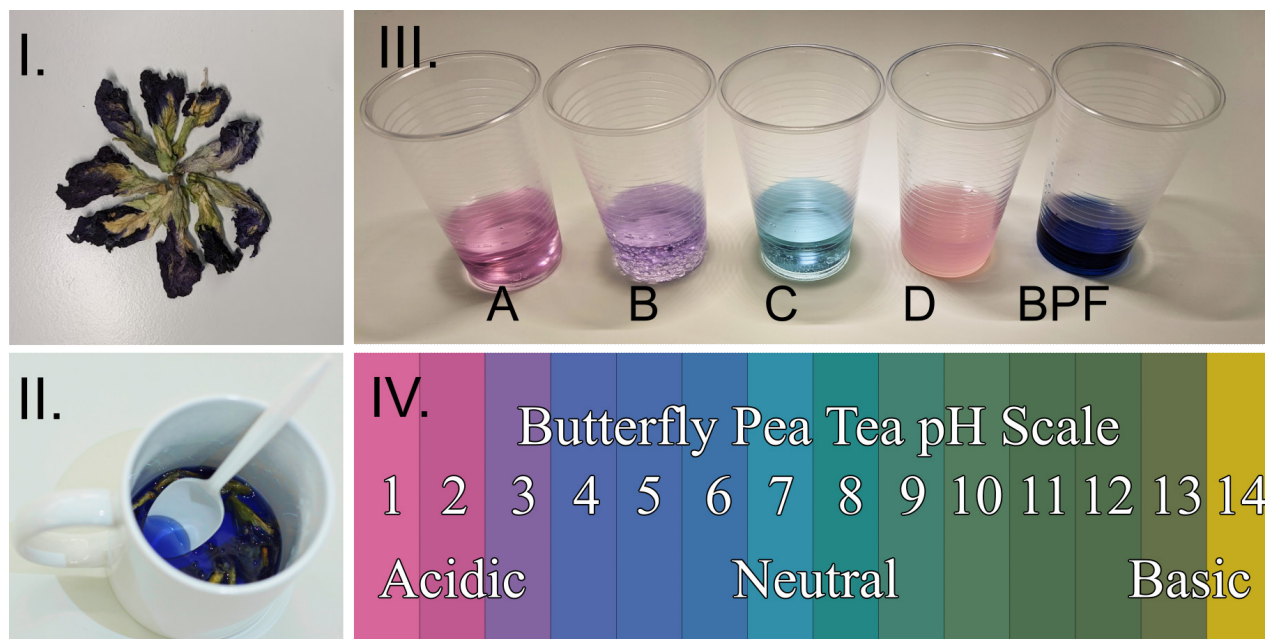 I.
III.
A B C D BPF
II.
IV.
Butterfly Pea Tea pH Scale
1 2 3 4 5 6 7 8 9 10 11 12 13 14
Acidic Neutral Basic